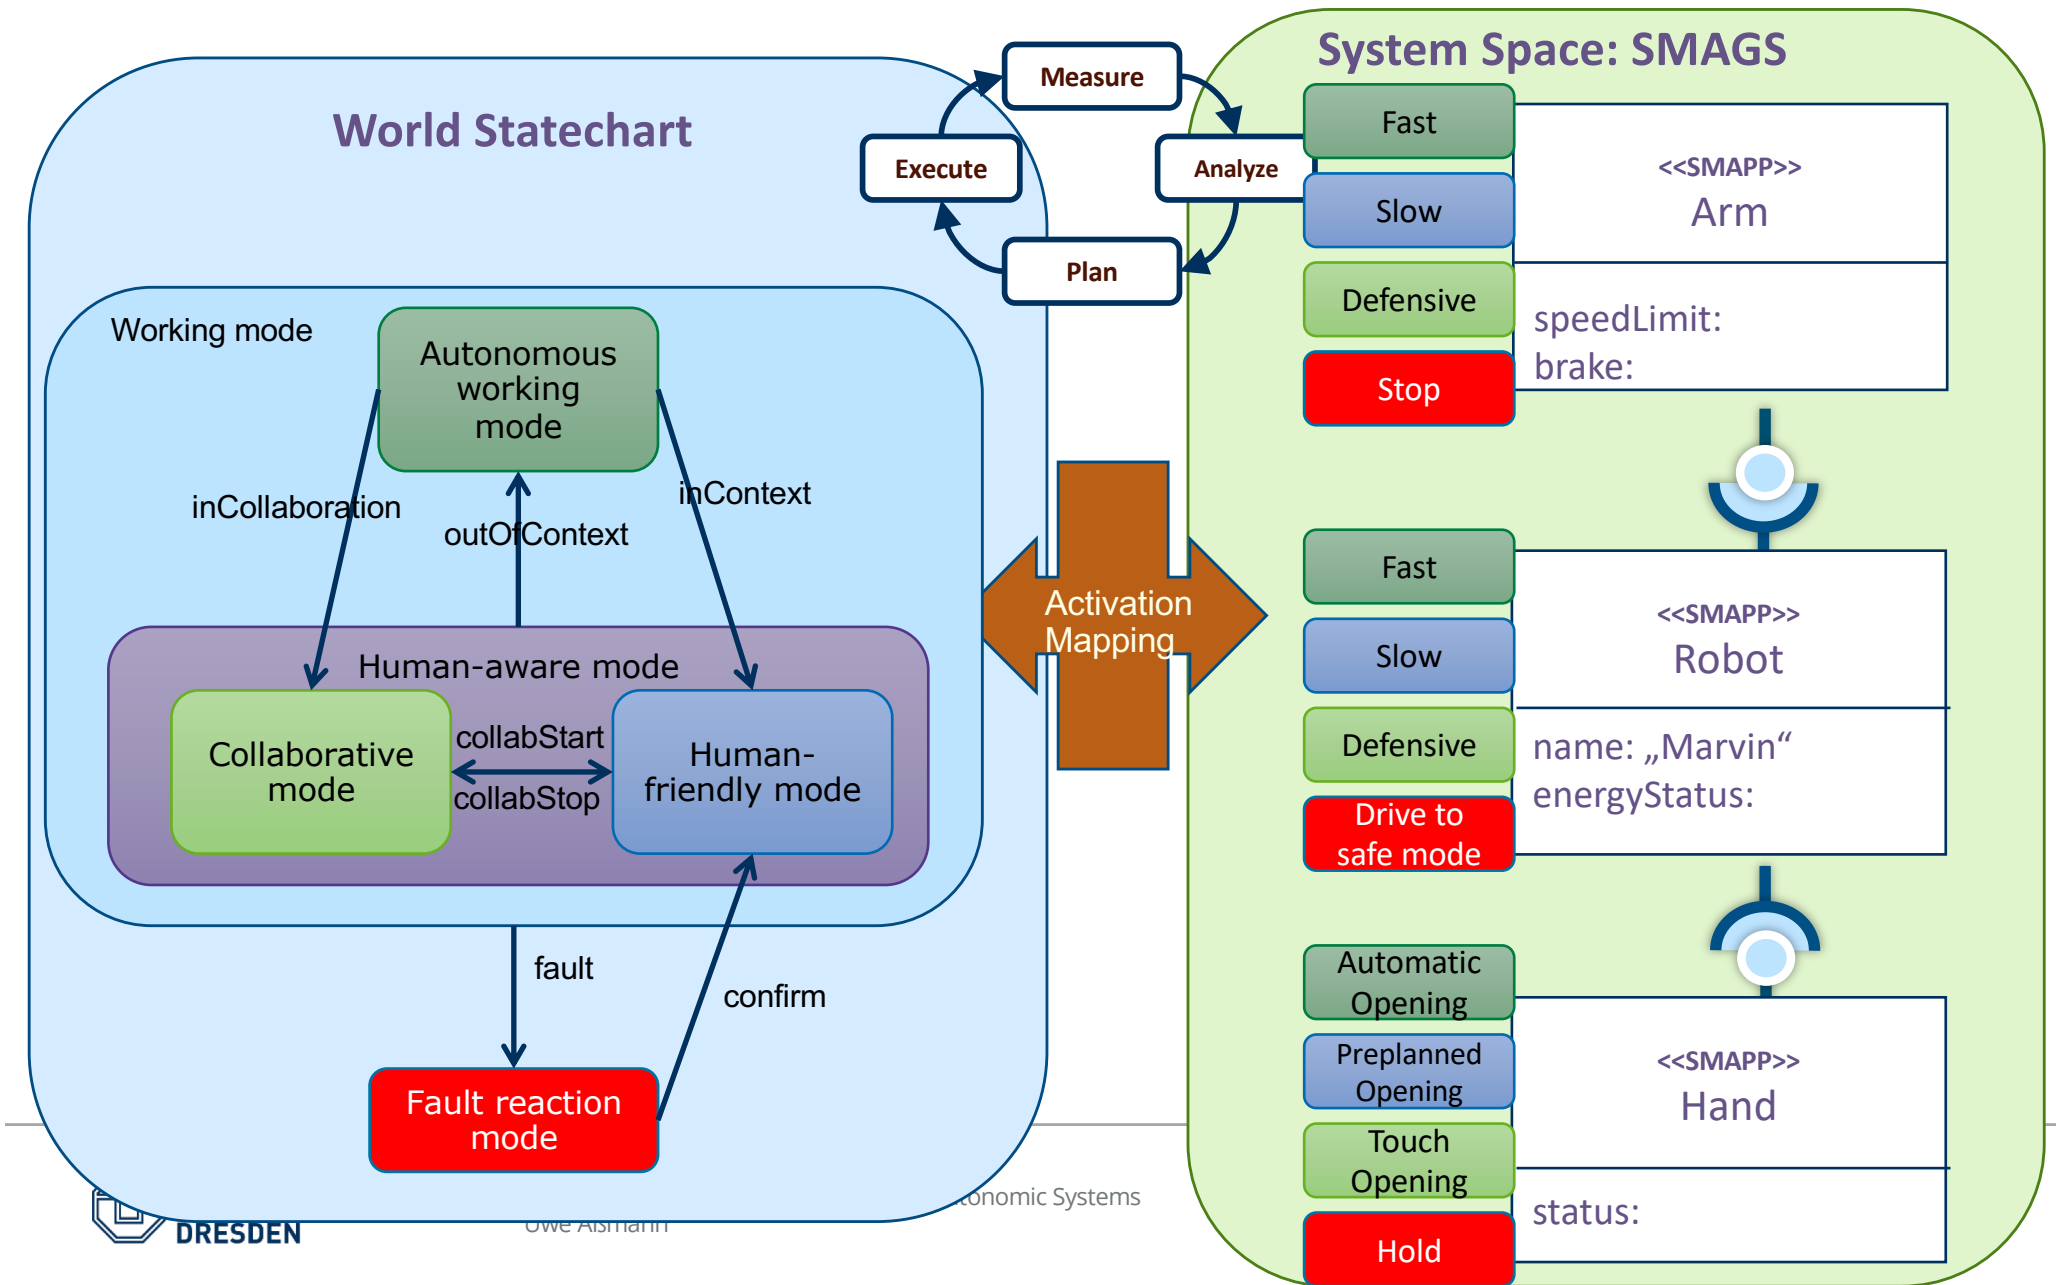 World Statechart
Measure
Execute
Analyze
Plan
Working mode
Autonomous
working
mode
inCollaboration
outOfContext
inContext
Human-aware mode
Collaborative
mode
collabStart
collabStop
Human-
friendly mode
fault
confirm
Fault reaction
mode
Activation
Mapping
System Space: SMAGS
Fast
Slow
Defensive
Stop
<<SMAPP>>
Arm
speedLimit:
brake:
Fast
Slow
Defensive
Drive to
safe mode
<<SMAPP>>
Robot
name: „Marvin“
energyStatus:
Automatic
Opening
Preplanned
Opening
Touch
Opening
Hold
<<SMAPP>>
Hand
status:
DRESDEN
Systems
Uwe Aßmann